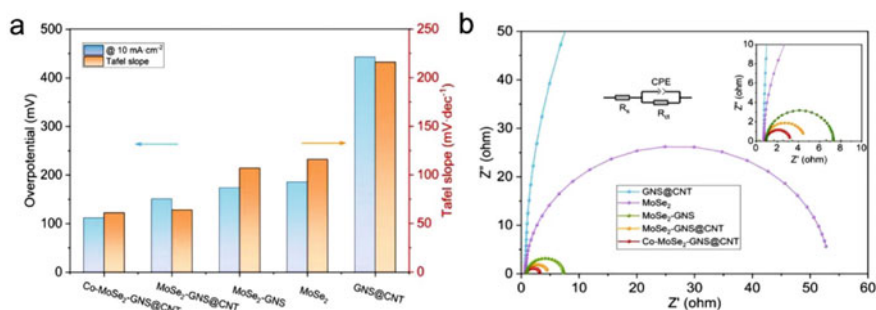 a
500
400
300
200
100
0
Overpotential (mV)
@ 10 mA·cm⁻²
Tafel slope
250
200
150
100
50
0
Tafel slope (mV·dec⁻¹)
Co-MoSe₂-GNS@CNT
MoSe₂-GNS@CNT
MoSe₂-GNS
MoSe₂
GNS@CNT
b
50
40
30
20
10
0
Z" (ohm)
0 10 20 30 40 50 60
Z' (ohm)
CPE
Rₛ
R꜀ₜ
GNS@CNT
MoSe₂
MoSe₂-GNS
MoSe₂-GNS@CNT
Co-MoSe₂-GNS@CNT
10
8
6
4
2
0
Z" (ohm)
0 2 4 6 8 10
Z' (ohm)